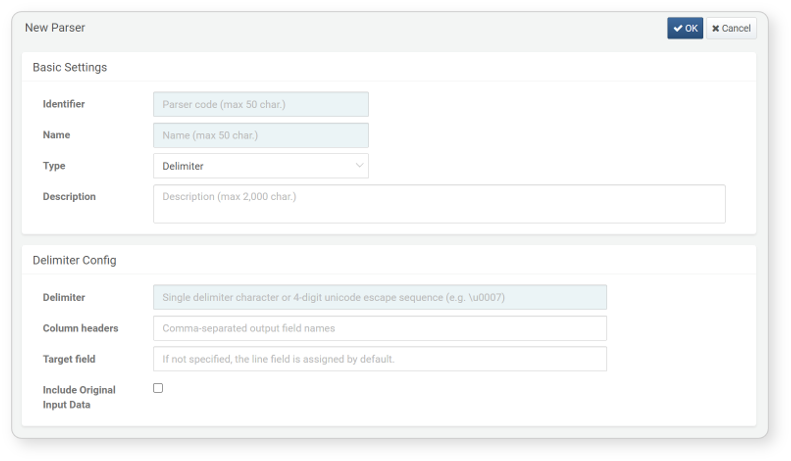 New Parser
OK
Cancel
Basic Settings
Identifier
Parser code (max 50 char.)
Name
Name (max 50 char.)
Type
Delimiter
Description
Description (max 2,000 char.)
Delimiter Config
Delimiter
Single delimiter character or 4-digit unicode escape sequence (e.g. \u0007)
Column headers
Comma-separated output field names
Target field
If not specified, the line field is assigned by default.
Include Original
Input Data